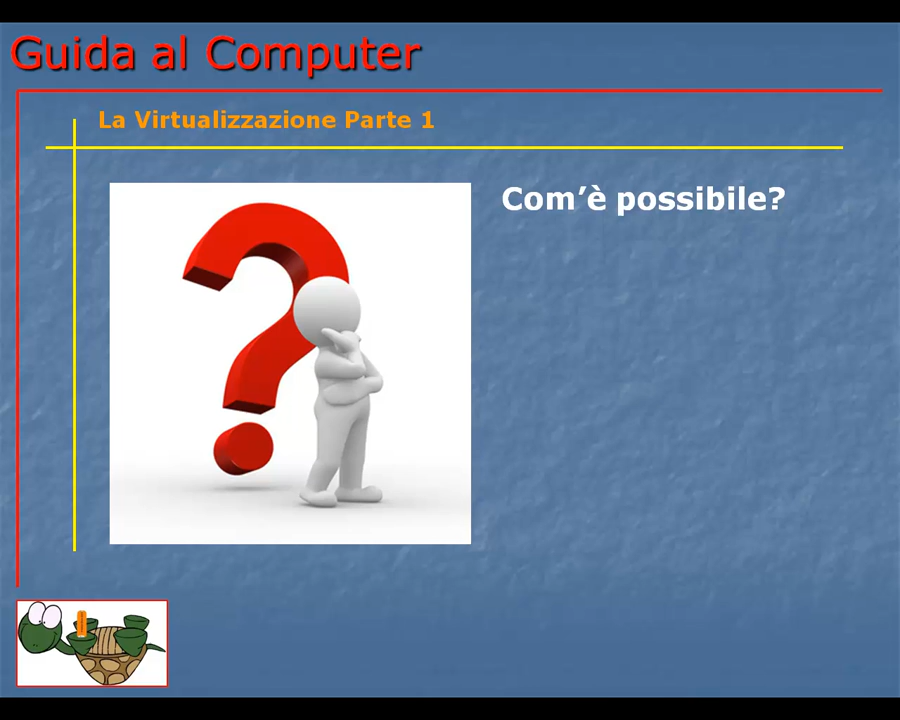 Guida al Computer
La Virtualizzazione Parte 1
Com’è possibile?